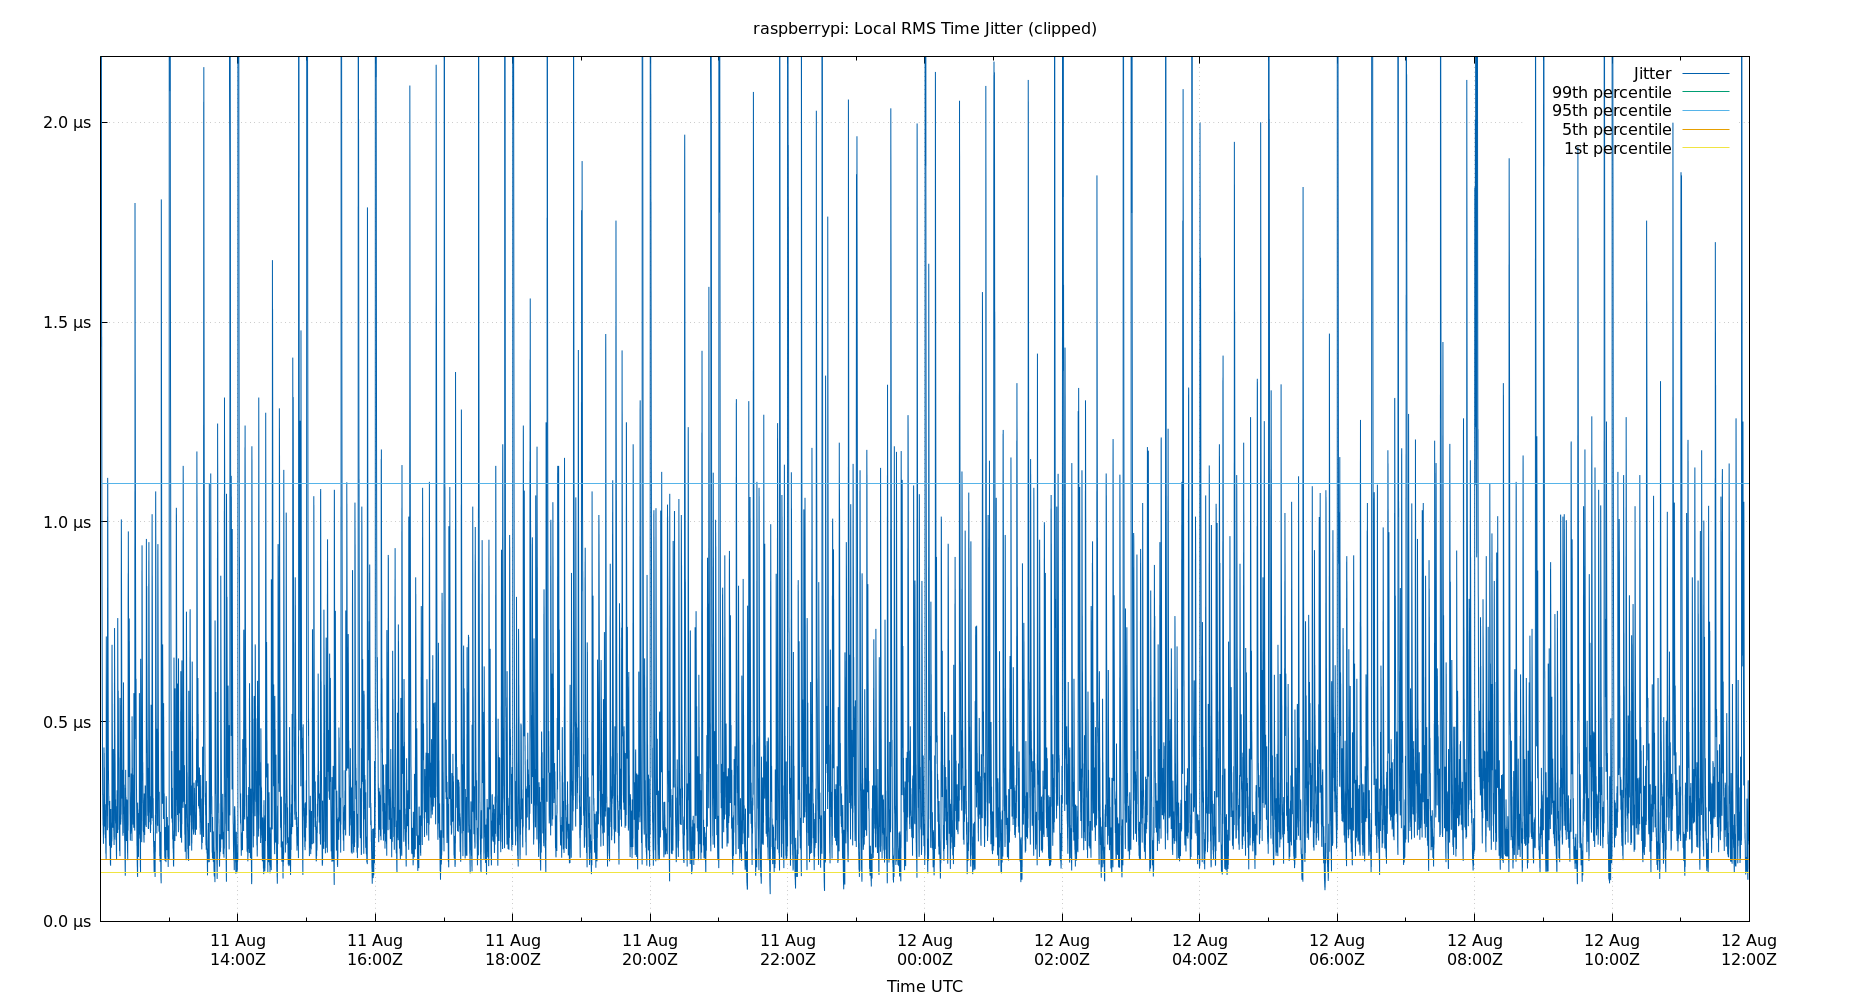 raspberrypi: Local RMS Time Jitter (clipped)
Jitter
99th percentile
95th percentile
5th percentile
1st percentile
2.0 µs
1.5 µs
1.0 µs
0.5 µs
0.0 µs
11 Aug 11 Aug 11 Aug 11 Aug 11 Aug 12 Aug 12 Aug 12 Aug 12 Aug 12 Aug 12 Aug 12 Aug
14:00Z 16:00Z 18:00Z 20:00Z 22:00Z 00:00Z 02:00Z 04:00Z 06:00Z 08:00Z 10:00Z 12:00Z
Time UTC